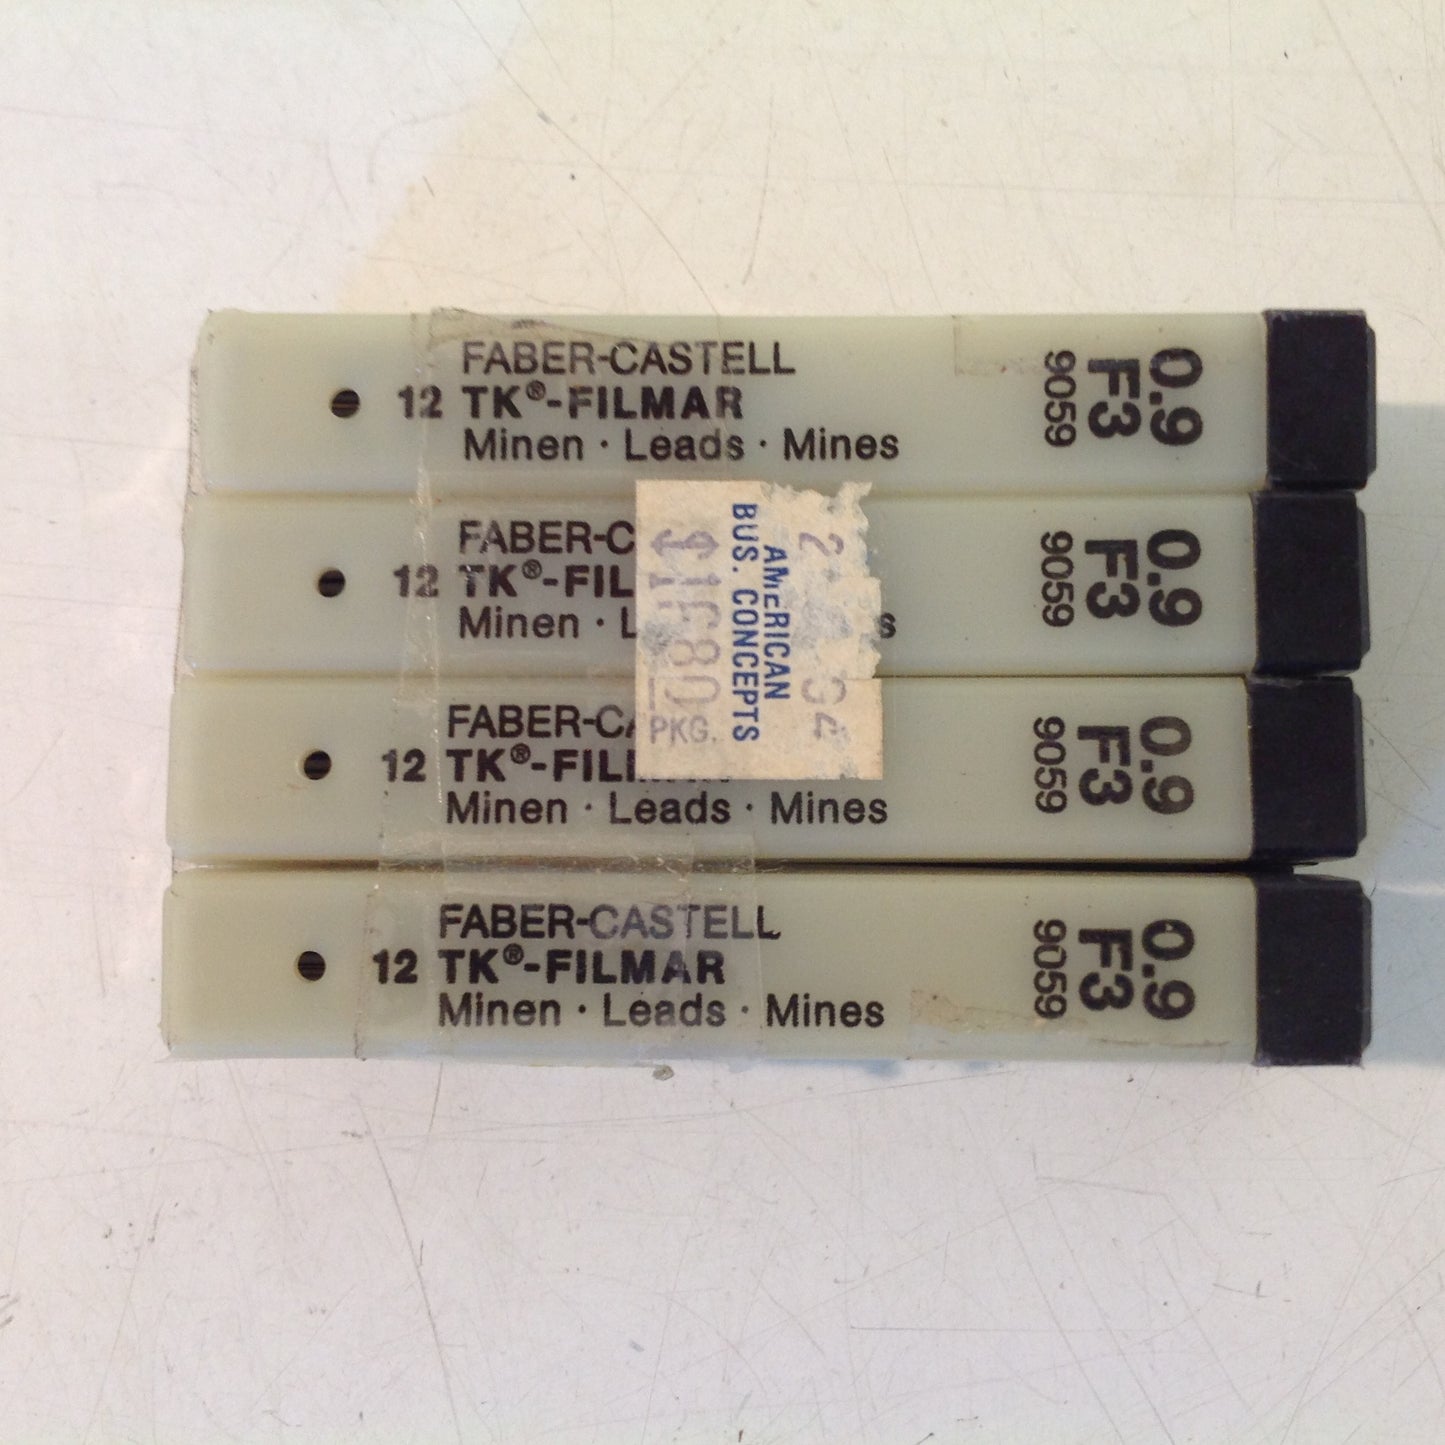 FABER-CASTELL
12 TK®-FILMAR
Minen · Leads · Mines
0.9
F3
9059
FABER-C
12 TK®-FIL
Minen · L
s
0.9
F3
9059
AMERICAN
BUS. CONCEPTS
PKG.
FABER-CA
12 TK®-FILMAR
Minen · Leads · Mines
0.9
F3
9059
FABER-CASTELL
12 TK®-FILMAR
Minen · Leads · Mines
0.9
F3
9059